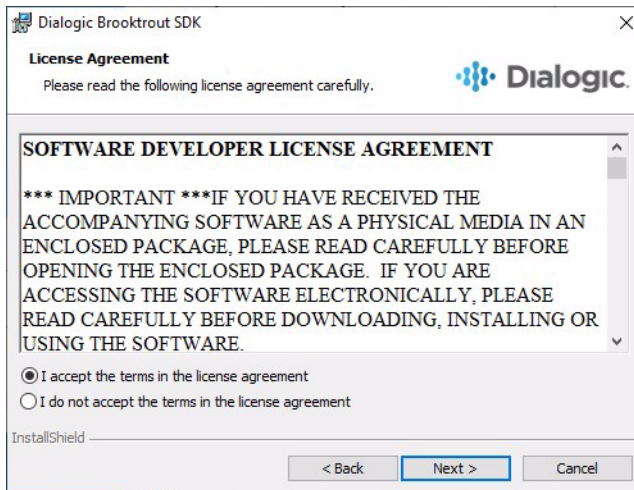 Dialogic Brooktrout SDK
License Agreement
Please read the following license agreement carefully.
Dialogic.
SOFTWARE DEVELOPER LICENSE AGREEMENT
*** IMPORTANT ***IF YOU HAVE RECEIVED THE
ACCOMPANYING SOFTWARE AS A PHYSICAL MEDIA IN AN
ENCLOSED PACKAGE, PLEASE READ CAREFULLY BEFORE
OPENING THE ENCLOSED PACKAGE.  IF YOU ARE
ACCESSING THE SOFTWARE ELECTRONICALLY, PLEASE
READ CAREFULLY BEFORE DOWNLOADING, INSTALLING OR
USING THE SOFTWARE.
I accept the terms in the license agreement
I do not accept the terms in the license agreement
InstallShield
< Back Next > Cancel